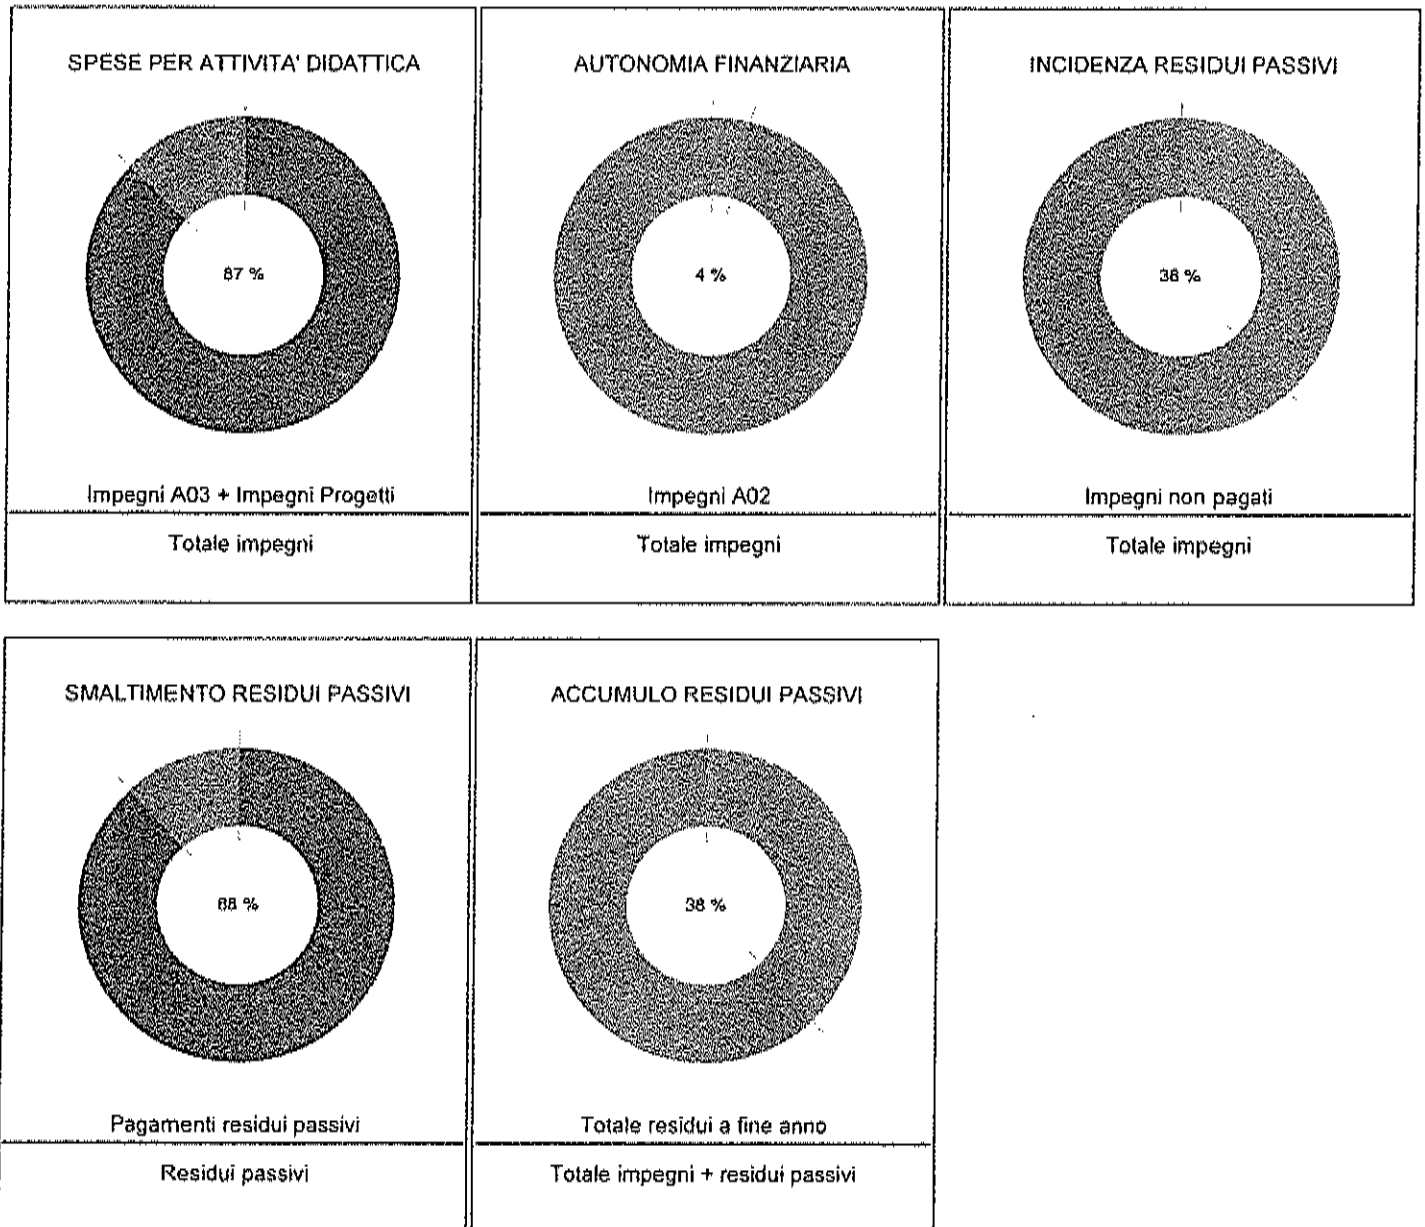 SPESE PER ATTIVITA' DIDATTICA
87 %
Impegni A03 + Impegni Progetti
Totale impegni
AUTONOMIA FINANZIARIA
4 %
Impegni A02
Totale impegni
INCIDENZA RESIDUI PASSIVI
38 %
Impegni non pagati
Totale impegni
SMALTIMENTO RESIDUI PASSIVI
88 %
Pagamenti residui passivi
Residui passivi
ACCUMULO RESIDUI PASSIVI
38 %
Totale residui a fine anno
Totale impegni + residui passivi